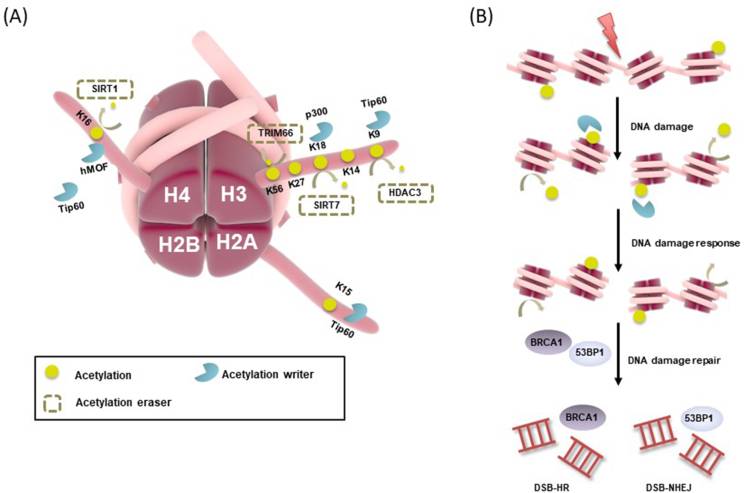 (A)
SIRT1
K16
hMOF
Tip60
TRIM66
p300
K18
Tip60
K9
K56
K27
K14
SIRT7
HDAC3
H4
H3
H2B
H2A
K15
Tip60
Acetylation
Acetylation writer
Acetylation eraser
(B)
DNA damage
DNA damage response
BRCA1
53BP1
DNA damage repair
BRCA1
53BP1
DSB-HR
DSB-NHEJ